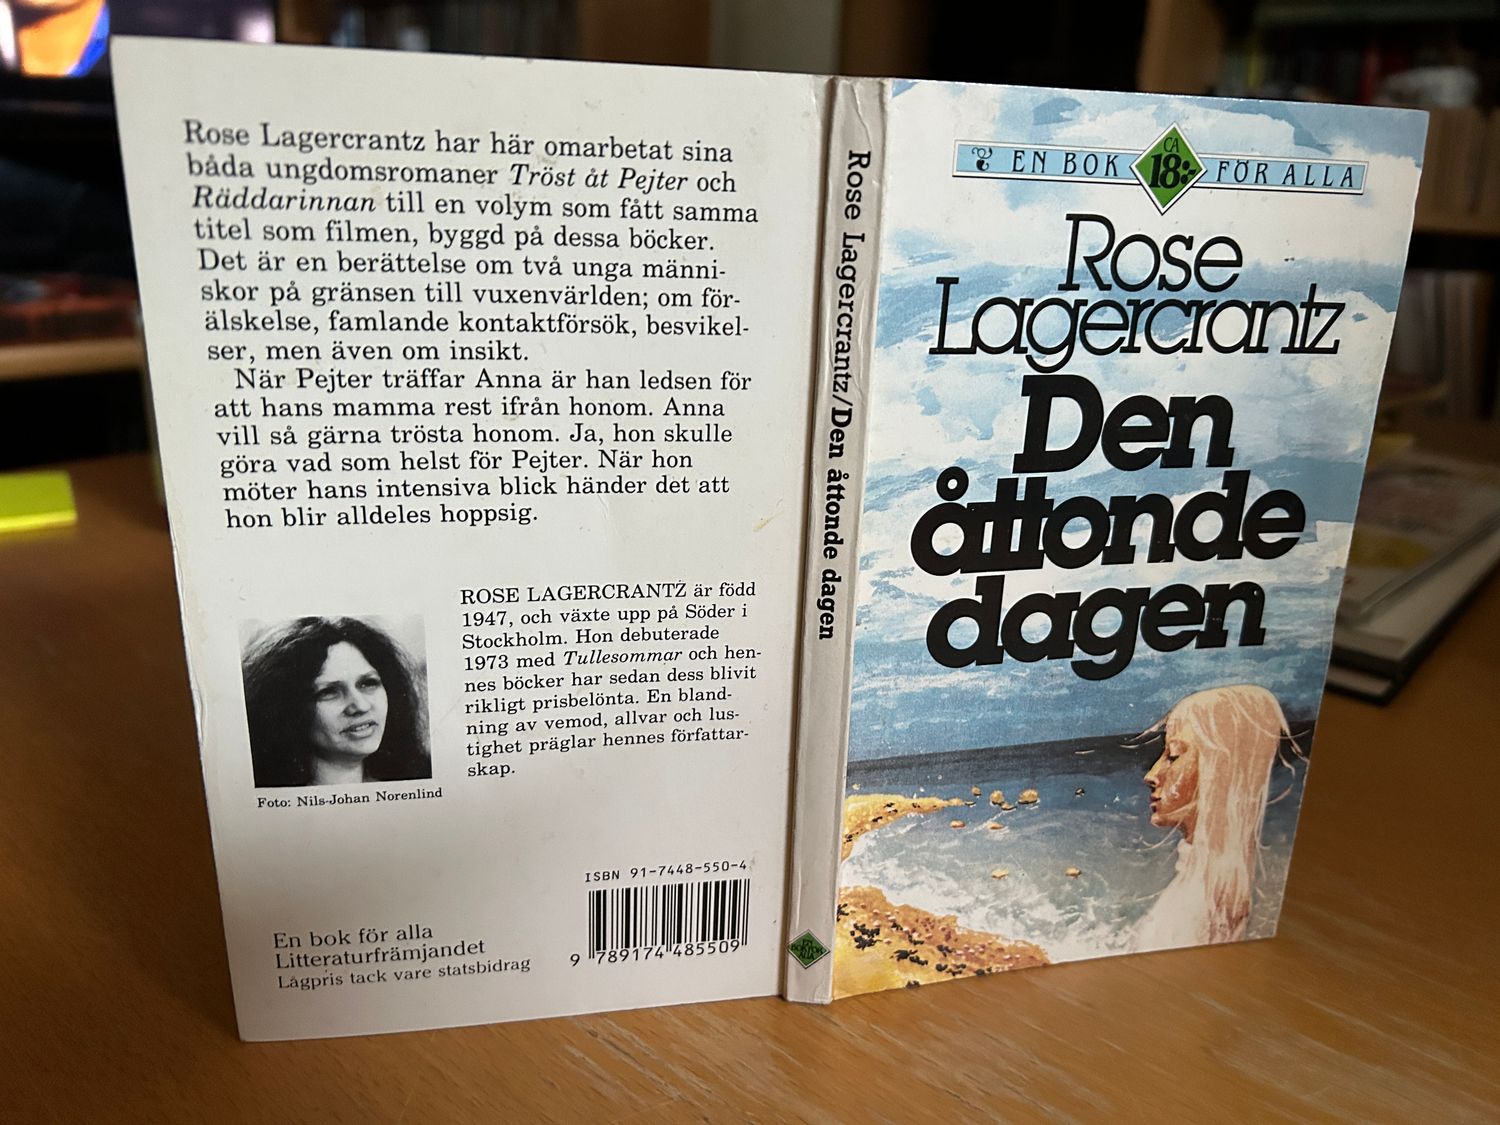 Rose Lagercrantz har här omarbetat sina
båda ungdomsromaner Tröst åt Pejter och
Räddarinnan till en volym som fått samma
titel som filmen, byggd på dessa böcker.
Det är en berättelse om två unga männi-
skor på gränsen till vuxenvärlden; om för-
älskelse, famlande kontaktförsök, besvikel-
ser, men även om insikt.
När Pejter träffar Anna är han ledsen för
att hans mamma rest ifrån honom. Anna
vill så gärna trösta honom. Ja, hon skulle
göra vad som helst för Pejter. När hon
möter hans intensiva blick händer det att
hon blir alldeles hoppsig.
ROSE LAGERCRANTZ är född
1947, och växte upp på Söder i
Stockholm. Hon debuterade
1973 med Tullesommar och hen-
nes böcker har sedan dess blivit
rikligt prisbelönta. En bland-
ning av vemod, allvar och lus-
tighet präglar hennes författar-
skap.
Foto: Nils-Johan Norenlind
ISBN 91-7448-550-4
9 789174 485509
En bok för alla
Litteraturfrämjandet
Lågpris tack vare statsbidrag
Rose Lagercrantz/Den åttonde dagen
EN BOK FÖR ALLA
EN BOK CA 18:- FÖR ALLA
Rose
Lagercrantz
Den
åttonde
dagen